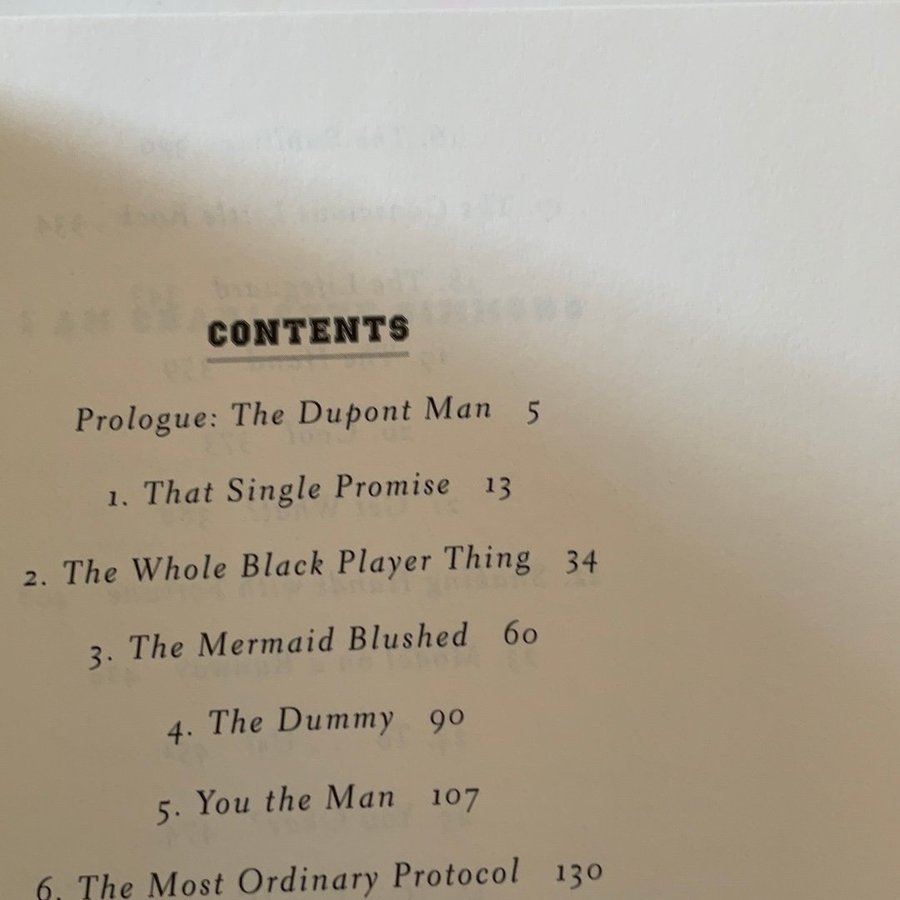 CONTENTS
Prologue: The Dupont Man 5
1. That Single Promise 13
2. The Whole Black Player Thing 34
3. The Mermaid Blushed 60
4. The Dummy 90
5. You the Man 107
6. The Most Ordinary Protocol 130